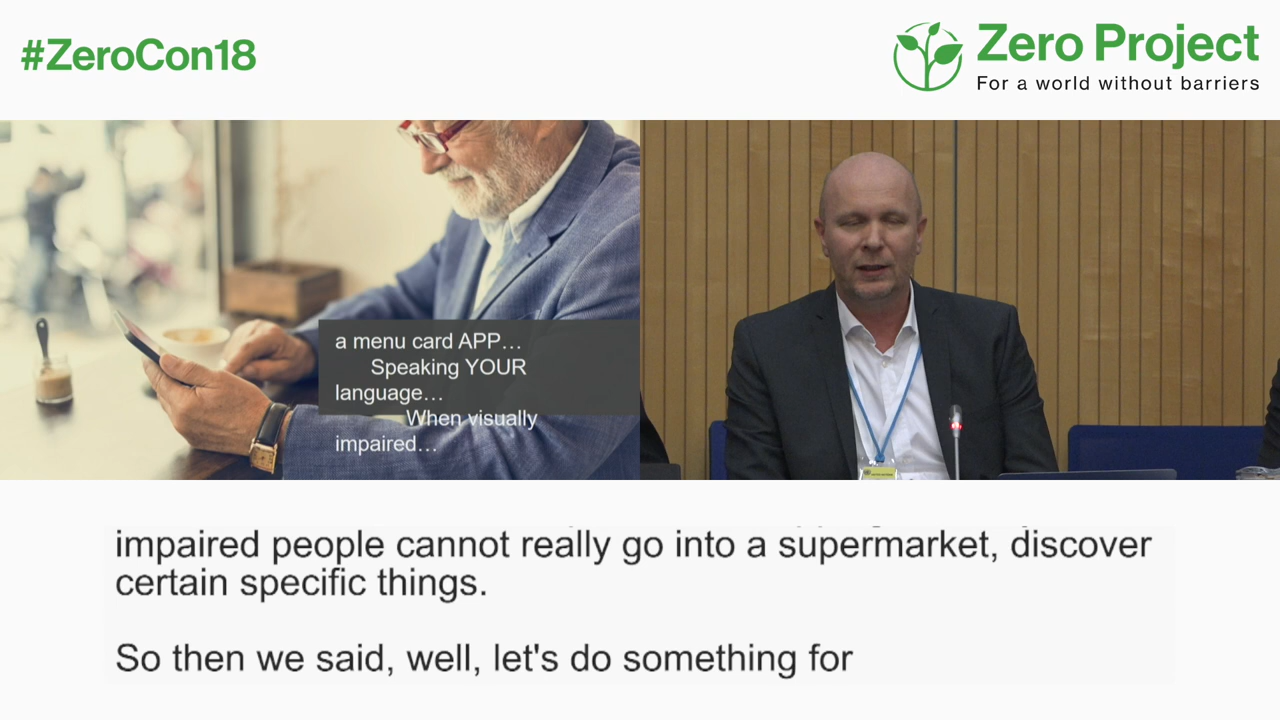 #ZeroCon18
Zero Project
For a world without barriers
a menu card APP…
Speaking YOUR
language…
When visually
impaired…
impaired people cannot really go into a supermarket, discover
certain specific things.
So then we said, well, let's do something for